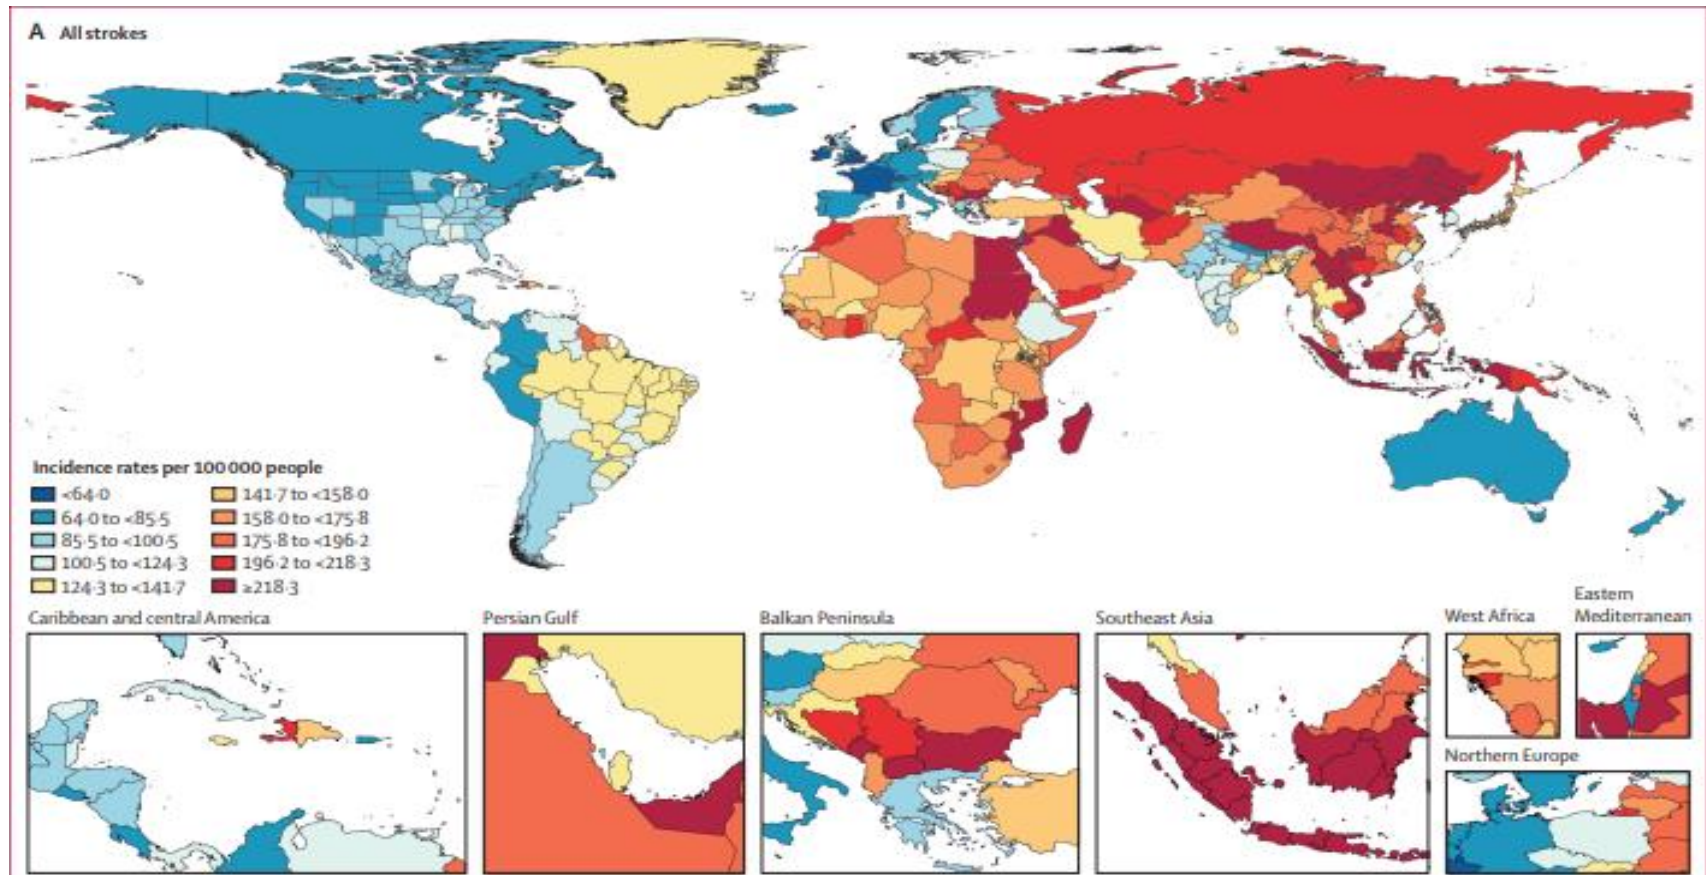 A All strokes
Incidence rates per 100 000 people
<64·0
64·0 to <85·5
85·5 to <100·5
100·5 to <124·3
124·3 to <141·7
141·7 to <158·0
158·0 to <175·8
175·8 to <196·2
196·2 to <218·3
≥218·3
Caribbean and central America
Persian Gulf
Balkan Peninsula
Southeast Asia
West Africa
Eastern
Mediterranean
Northern Europe